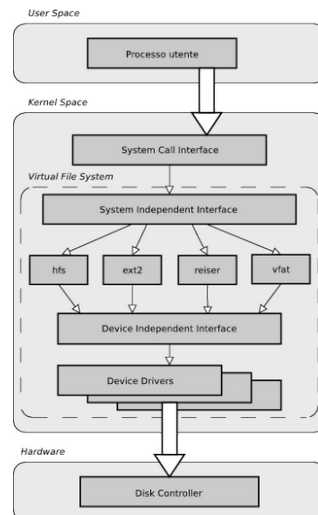 User Space
Processo utente
Kernel Space
System Call Interface
Virtual File System
System Independent Interface
hfs
ext2
reiser
vfat
Device Independent Interface
Device Drivers
Hardware
Disk Controller